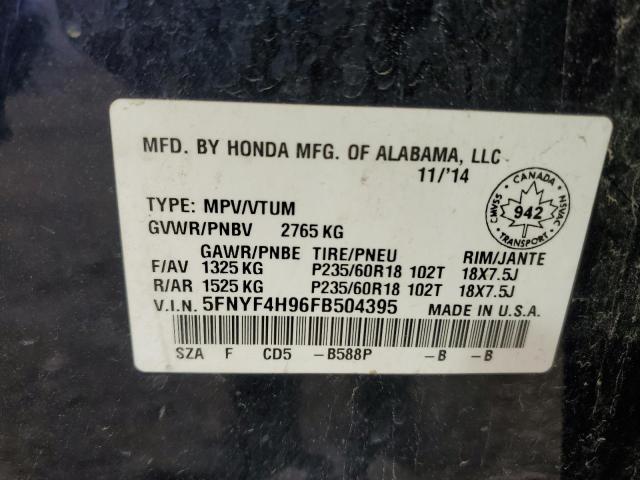 MFD. BY HONDA MFG. OF ALABAMA, LLC.
11/'14
TYPE: MPV/VTUM
GVWR/PNBV 2765 KG
GAWR/PNBE TIRE/PNEU RIM/JANTE
F/AV 1325 KG P235/60R18 102T 18X7.5J
R/AR 1525 KG P235/60R18 102T 18X7.5J
V.I.N. 5FNYF4H96FB504395 MADE IN U.S.A.
SZA F CD5 -B588P -B -B
CANADA
CMVSS 942 NSVAC
TRANSPORT